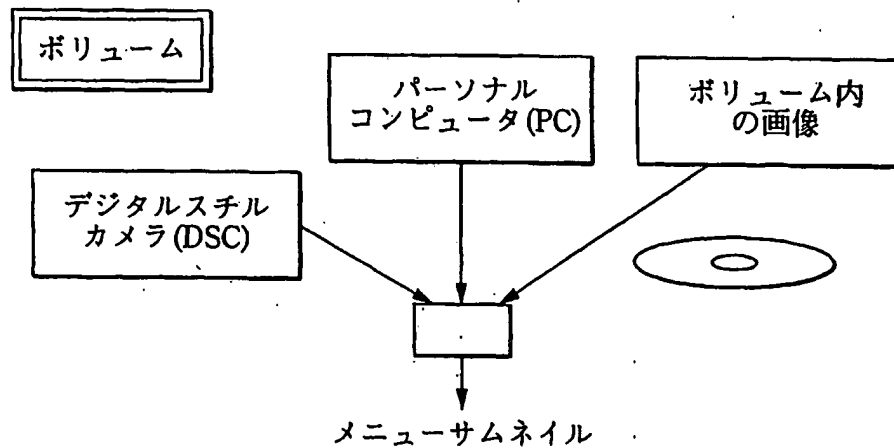 ボリューム
パーソナル
コンピュータ(PC)
ボリューム内
の画像
デジタルスチル
カメラ(DSC)
メニューサムネイル